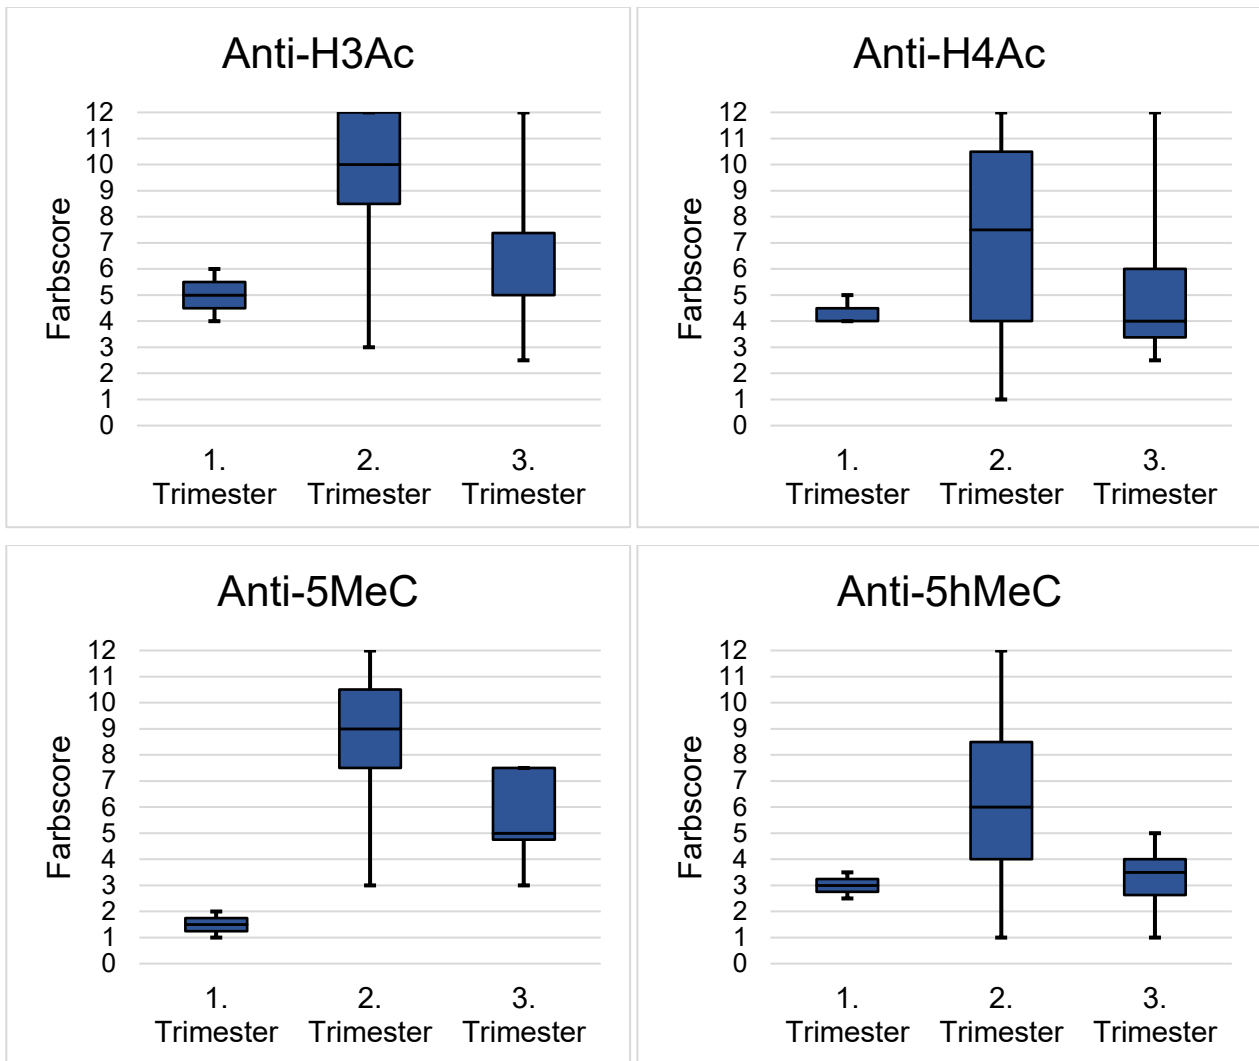 Anti-H3Ac
Farbscore
12
11
10
9
8
7
6
5
4
3
2
1
0
1. Trimester
2. Trimester
3. Trimester
Anti-H4Ac
Farbscore
12
11
10
9
8
7
6
5
4
3
2
1
0
1. Trimester
2. Trimester
3. Trimester
Anti-5MeC
Farbscore
12
11
10
9
8
7
6
5
4
3
2
1
0
1. Trimester
2. Trimester
3. Trimester
Anti-5hMeC
Farbscore
12
11
10
9
8
7
6
5
4
3
2
1
0
1. Trimester
2. Trimester
3. Trimester